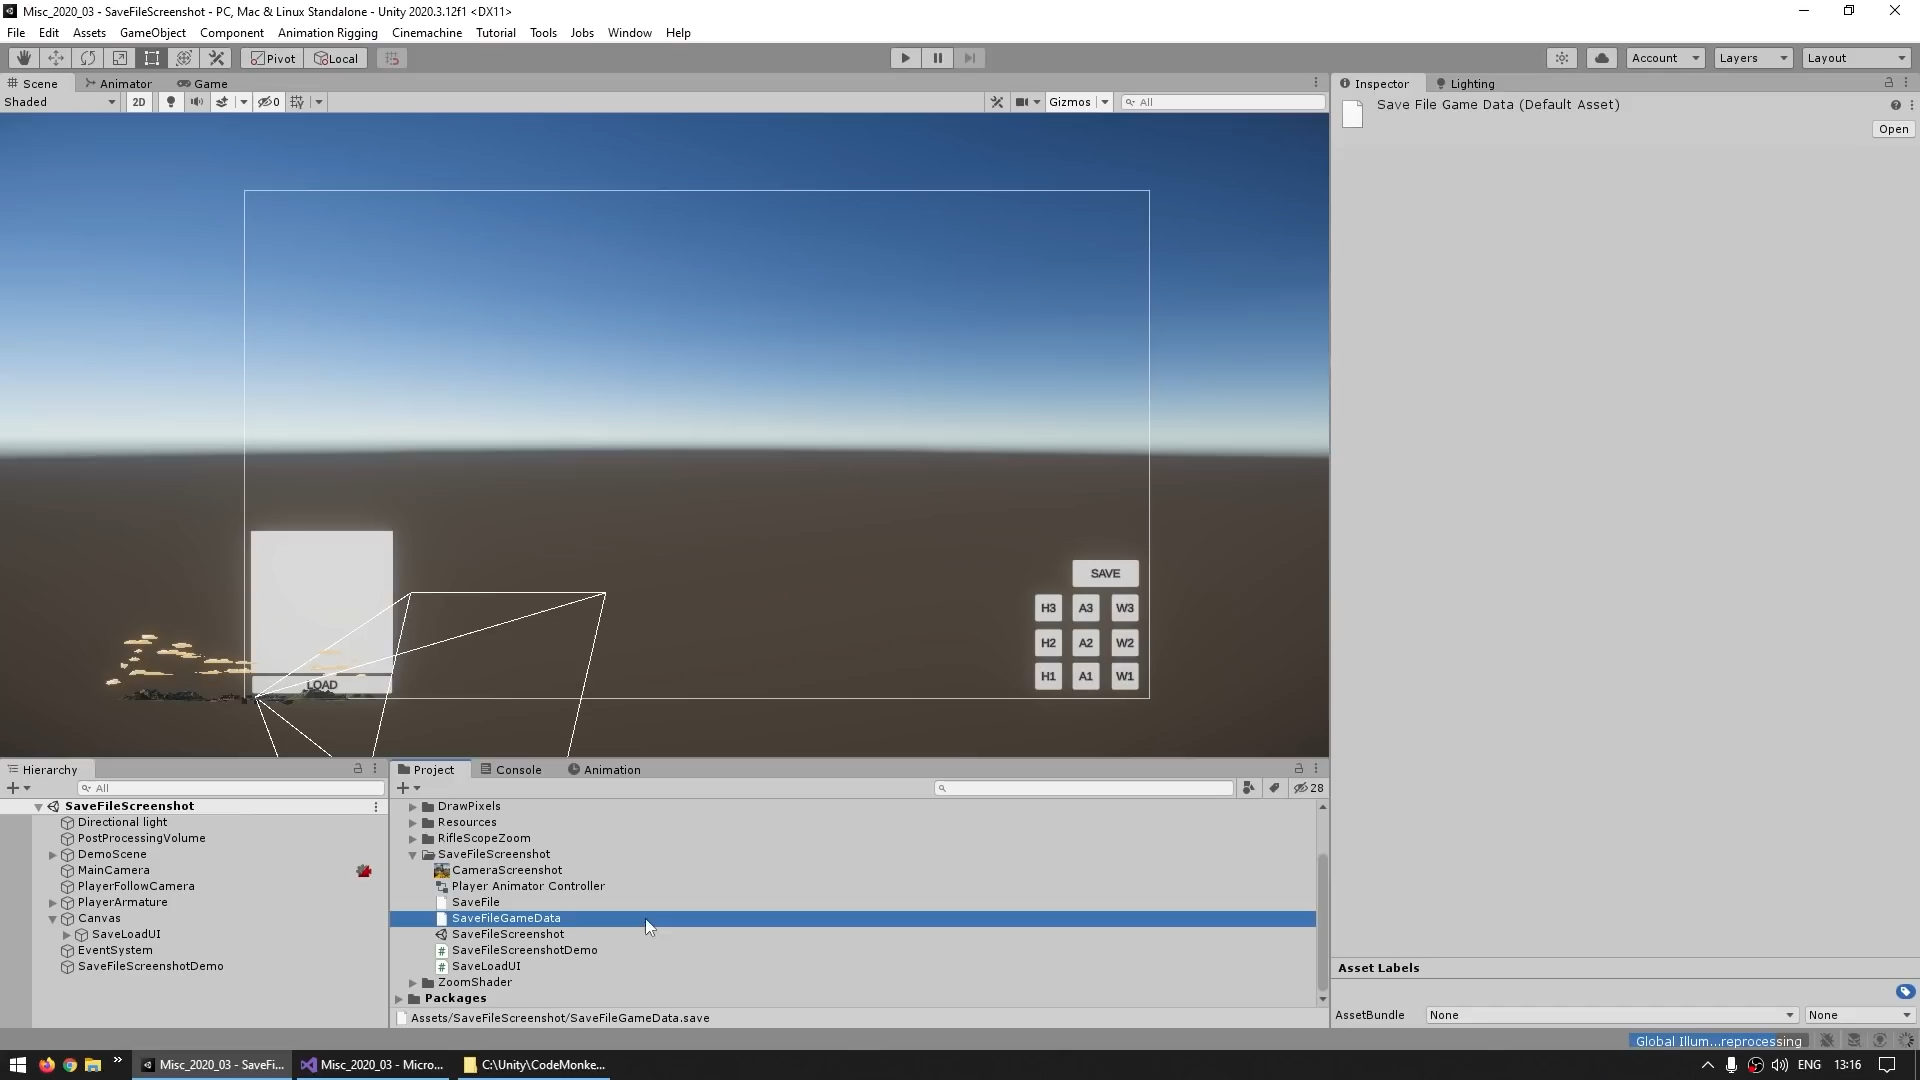 Misc_2020_03 - SaveFileScreenshot - PC, Mac & Linux Standalone - Unity 2020.3.12f1 <DX11>
File Edit Assets GameObject Component Animation Rigging Cinemachine Tutorial Tools Jobs Window Help
Pivot Local Account Layers Layout
Scene Animator Game Inspector Lighting
Shaded 2D 0 Gizmos All
Save File Game Data (Default Asset)
Open
SAVE
H3 A3 W3
H2 A2 W2
H1 A1 W1
LOAD
Hierarchy
All
SaveFileScreenshot
Directional light
PostProcessingVolume
DemoScene
MainCamera
PlayerFollowCamera
PlayerArmature
Canvas
SaveLoadUI
EventSystem
SaveFileScreenshotDemo
Project Console Animation
28
DrawPixels
Resources
RifleScopeZoom
SaveFileScreenshot
CameraScreenshot
Player Animator Controller
SaveFile
SaveFileGameData
SaveFileScreenshot
SaveFileScreenshotDemo
SaveLoadUI
ZoomShader
Packages
Assets/SaveFileScreenshot/SaveFileGameData.save
Asset Labels
AssetBundle None None
Global Illum...reprocessing
Misc_2020_03 - SaveFi... Misc_2020_03 - Micro... C:\Unity\CodeMonke... ENG 13:16